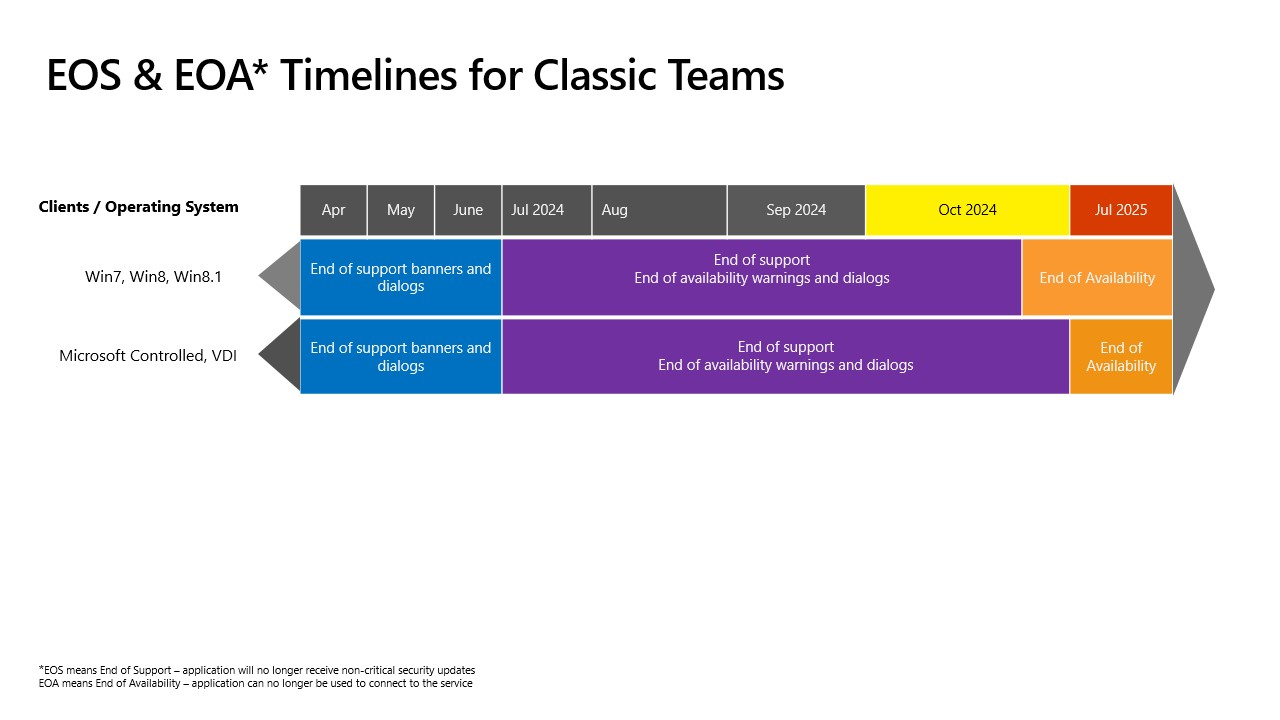 EOS & EOA* Timelines for Classic Teams
Clients / Operating System
Apr
May
June
Jul 2024
Aug
Sep 2024
Oct 2024
Jul 2025
Win7, Win8, Win8.1
End of support banners and
dialogs
End of support
End of availability warnings and dialogs
End of Availability
Microsoft Controlled, VDI
End of support banners and
dialogs
End of support
End of availability warnings and dialogs
End of
Availability
*EOS means End of Support – application will no longer receive non-critical security updates
EOA means End of Availability – application can no longer be used to connect to the service